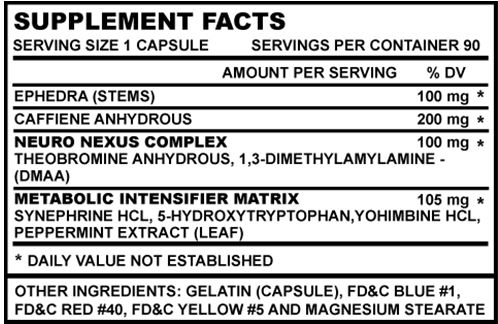 SUPPLEMENT FACTS
SERVING SIZE 1 CAPSULE SERVINGS PER CONTAINER 90
AMOUNT PER SERVING % DV
EPHEDRA (STEMS) 100 mg *
CAFFIENE ANHYDROUS 200 mg *
NEURO NEXUS COMPLEX 100 mg *
THEOBROMINE ANHYDROUS, 1,3-DIMETHYLAMYLAMINE -
(DMAA)
METABOLIC INTENSIFIER MATRIX 105 mg *
SYNEPHRINE HCL, 5-HYDROXYTRYPTOPHAN,YOHIMBINE HCL,
PEPPERMINT EXTRACT (LEAF)
* DAILY VALUE NOT ESTABLISHED
OTHER INGREDIENTS: GELATIN (CAPSULE), FD&C BLUE #1,
FD&C RED #40, FD&C YELLOW #5 AND MAGNESIUM STEARATE